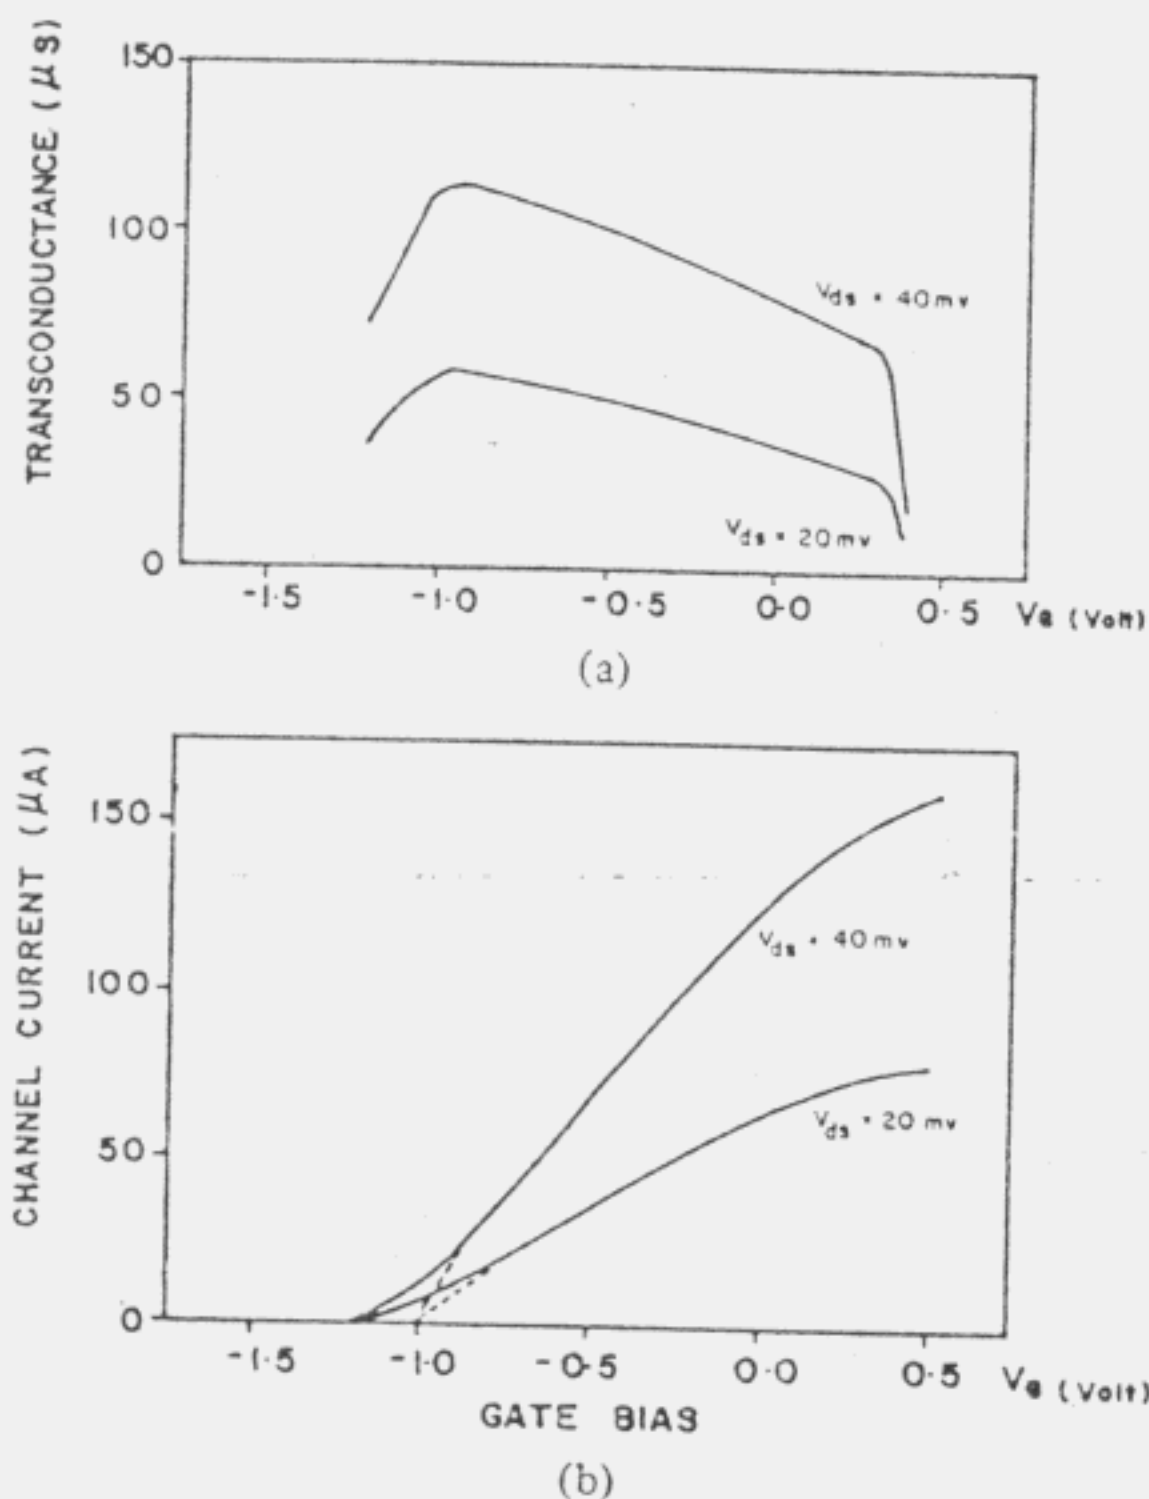 TRANSCONDUCTANCE (μS)
150
100
50
0
Vds = 40mv
Vds = 20mv
-1.5 -1.0 -0.5 0.0 0.5 Vg (Volt)
(a)
CHANNEL CURRENT (μA)
150
100
50
0
Vds = 40mv
Vds = 20mv
-1.5 -1.0 -0.5 0.0 0.5 Vg (Volt)
GATE BIAS
(b)